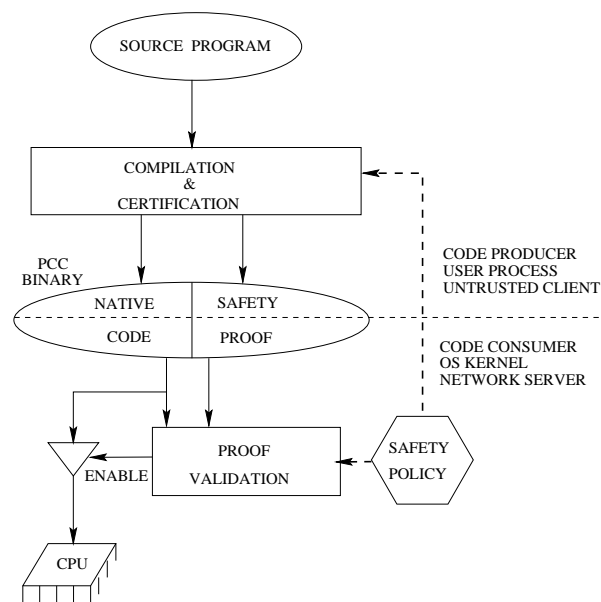 SOURCE PROGRAM
COMPILATION
&
CERTIFICATION
PCC
BINARY
NATIVE
SAFETY
CODE
PROOF
CODE PRODUCER
USER PROCESS
UNTRUSTED CLIENT
CODE CONSUMER
OS KERNEL
NETWORK SERVER
PROOF
VALIDATION
ENABLE
SAFETY
POLICY
CPU